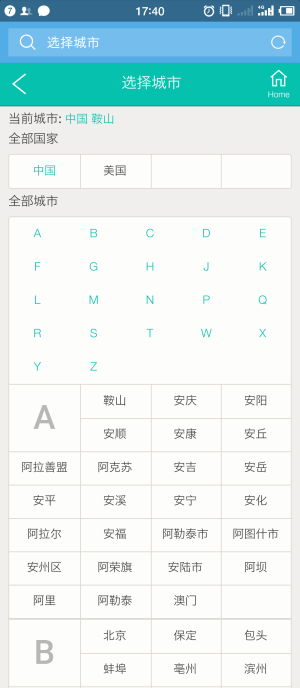 7 17:40 4G
选择城市
选择城市
Home
当前城市: 中国 鞍山
全部国家
中国 美国
全部城市
A B C D E
F G H J K
L M N P Q
R S T W X
Y Z
A 鞍山 安庆 安阳
安顺 安康 安丘
阿拉善盟 阿克苏 安吉 安岳
安平 安溪 安宁 安化
阿拉尔 安福 阿勒泰市 阿图什市
安州区 阿荣旗 安陆市 阿坝
阿里 阿勒泰 澳门
B 北京 保定 包头
蚌埠 亳州 滨州